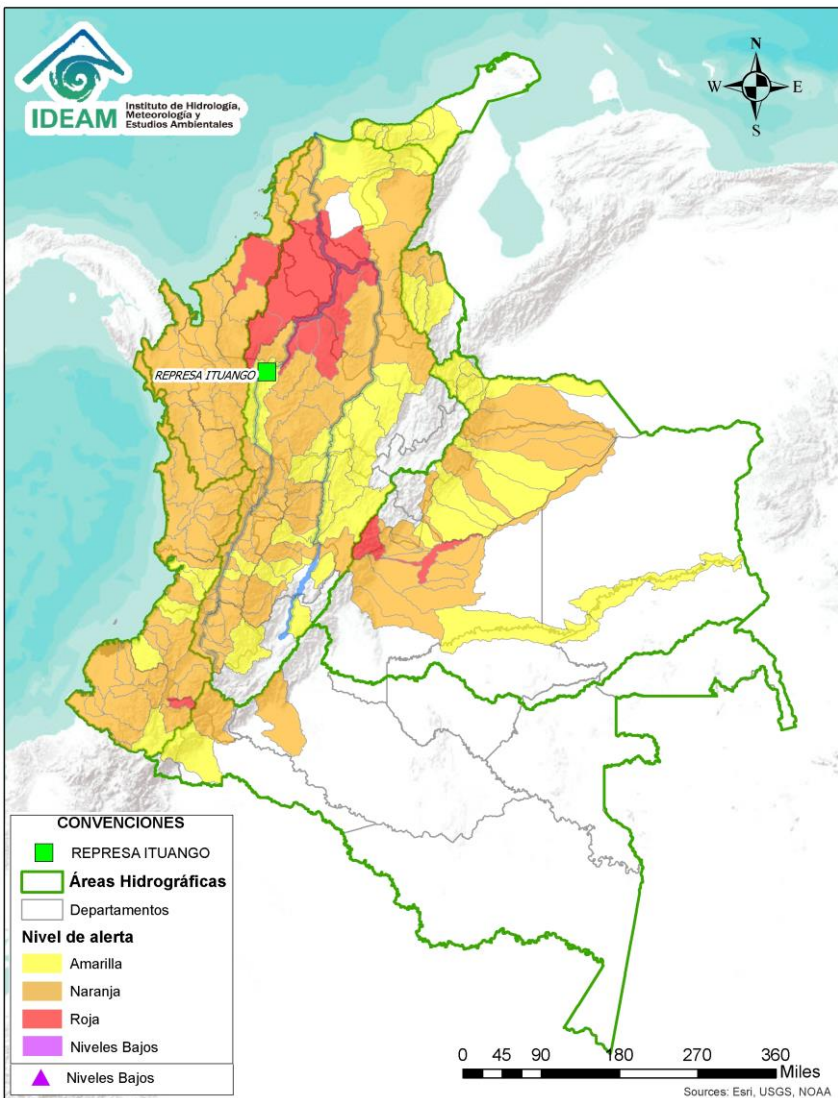 IDEAM
Instituto de Hidrología,
Meteorología y
Estudios Ambientales
N
W
E
S
REPRESA ITUANGO
CONVENCIONES
REPRESA ITUANGO
Áreas Hidrográficas
Departamentos
Nivel de alerta
Amarilla
Naranja
Roja
Niveles Bajos
Niveles Bajos
0 45 90 180 270 360
Miles
Sources: Esri, USGS, NOAA